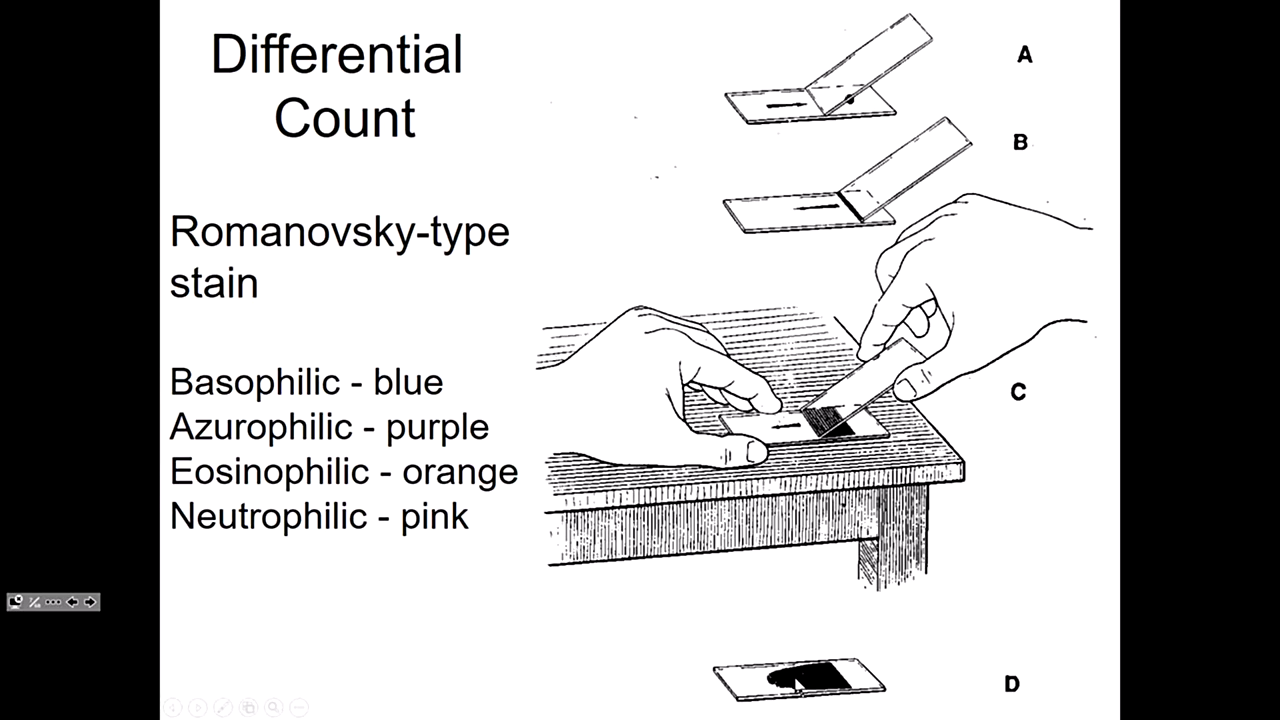 Differential
Count
Romanovsky-type
stain
Basophilic - blue
Azurophilic - purple
Eosinophilic - orange
Neutrophilic - pink
A
B
C
D